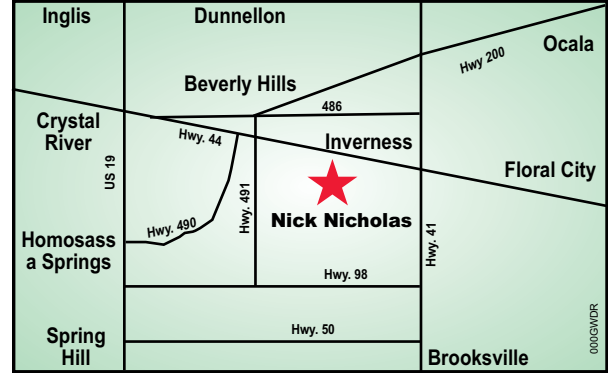 Inglis
Dunnellon
Ocala
Hwy 200
Beverly Hills
486
Crystal
River
Hwy. 44
Inverness
US 19
Floral City
Hwy. 491
Nick Nicholas
Hwy. 490
Hwy. 41
Homosass
a Springs
Hwy. 98
Spring
Hill
Hwy. 50
Brooksville
000GWDR